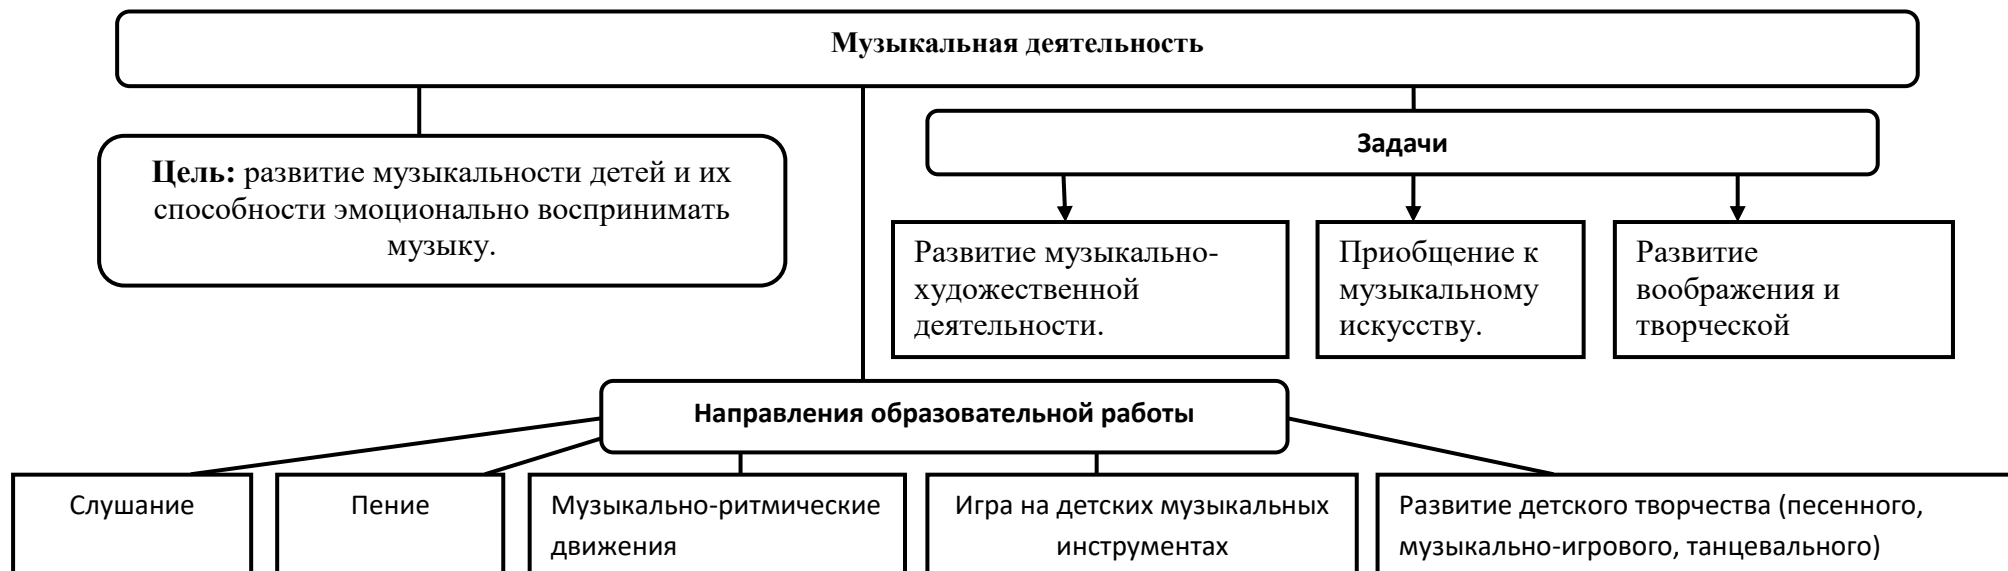 Музыкальная деятельность
Цель: развитие музыкальности детей и их
способности эмоционально воспринимать
музыку.
Задачи
Развитие музыкально-
художественной
деятельности.
Приобщение к
музыкальному
искусству.
Развитие
воображения и
творческой
Направления образовательной работы
Слушание
Пение
Музыкально-ритмические
движения
Игра на детских музыкальных
инструментах
Развитие детского творчества (песенного,
музыкально-игрового, танцевального)